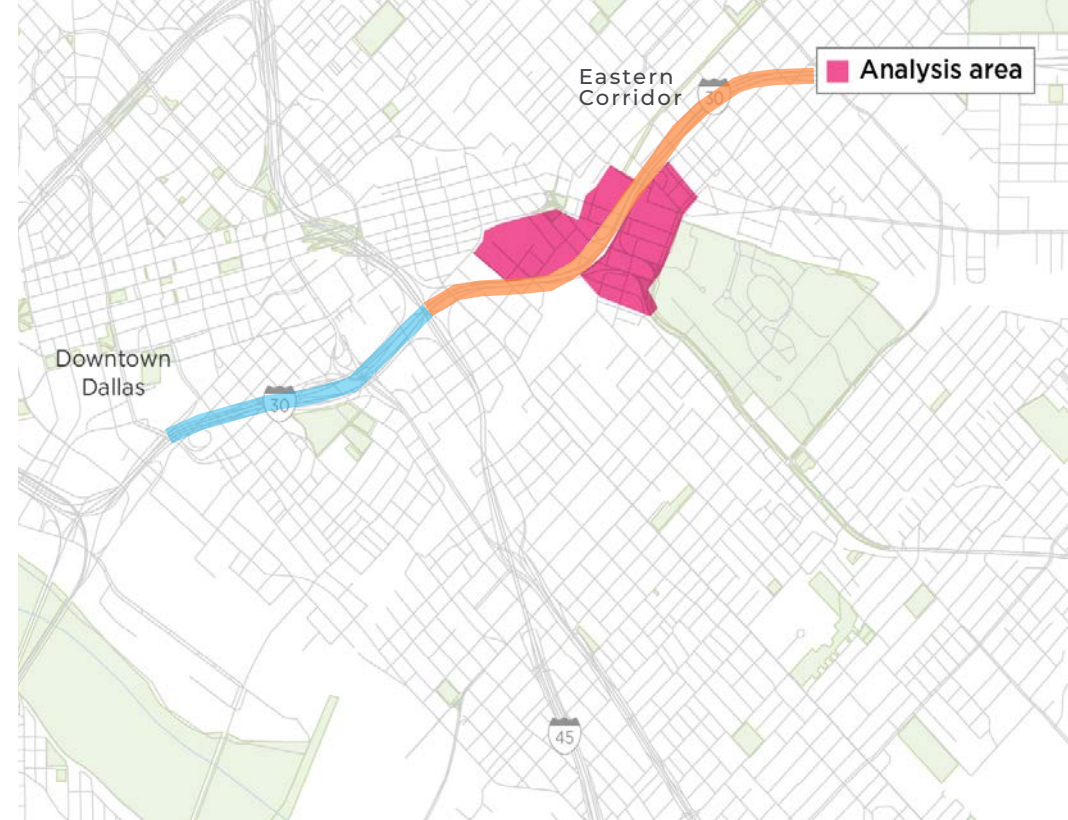 Eastern
Corridor
30
Analysis area
Downtown
Dallas
30
45